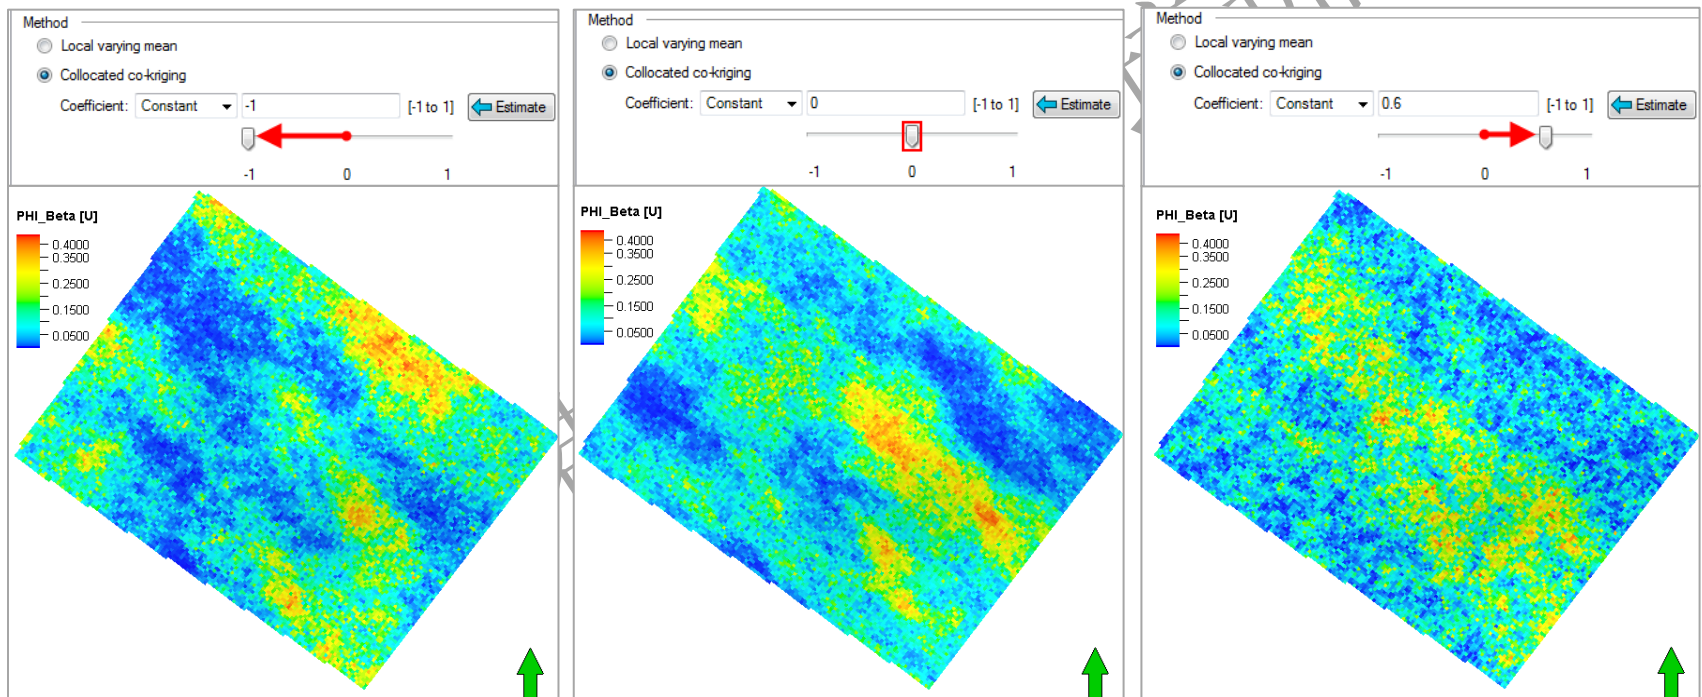 Method
Local varying mean
Collocated co-kriging
Coefficient: Constant -1 [-1 to 1] Estimate
-1 0 1
PHI_Beta [U]
0.4000
0.3500
0.2500
0.1500
0.0500
Method
Local varying mean
Collocated co-kriging
Coefficient: Constant 0 [-1 to 1] Estimate
-1 0 1
PHI_Beta [U]
0.4000
0.3500
0.2500
0.1500
0.0500
Method
Local varying mean
Collocated co-kriging
Coefficient: Constant 0.6 [-1 to 1] Estimate
-1 0 1
PHI_Beta [U]
0.4000
0.3500
0.2500
0.1500
0.0500